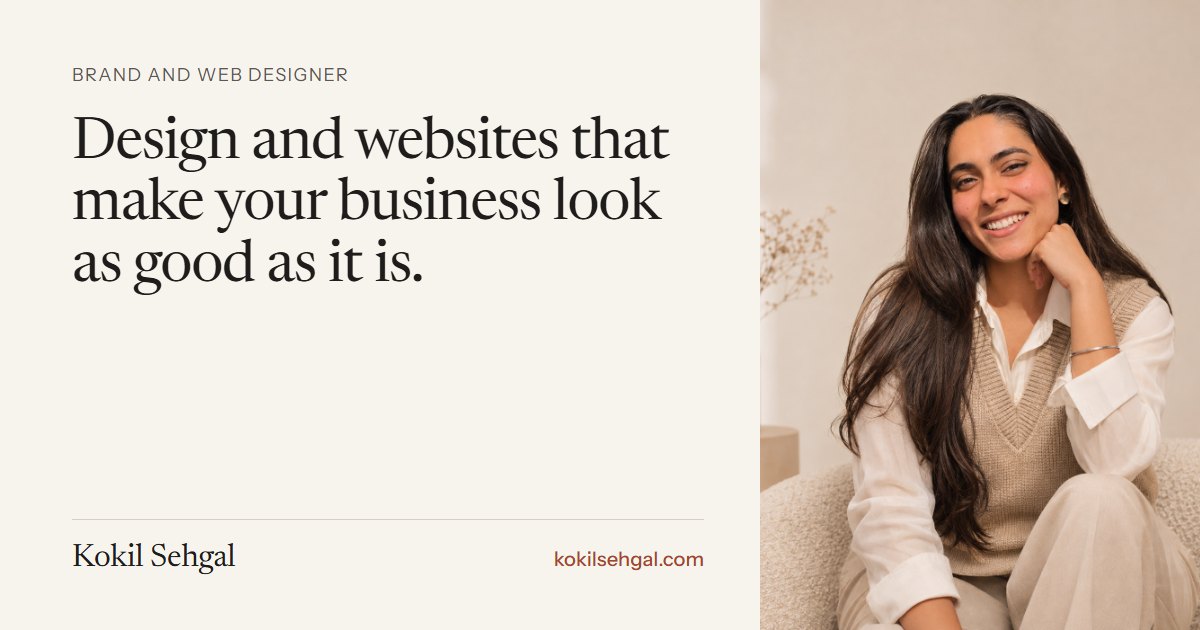 BRAND AND WEB DESIGNER
Design and websites that
make your business look
as good as it is.
Kokil Sehgal
kokilsehgal.com